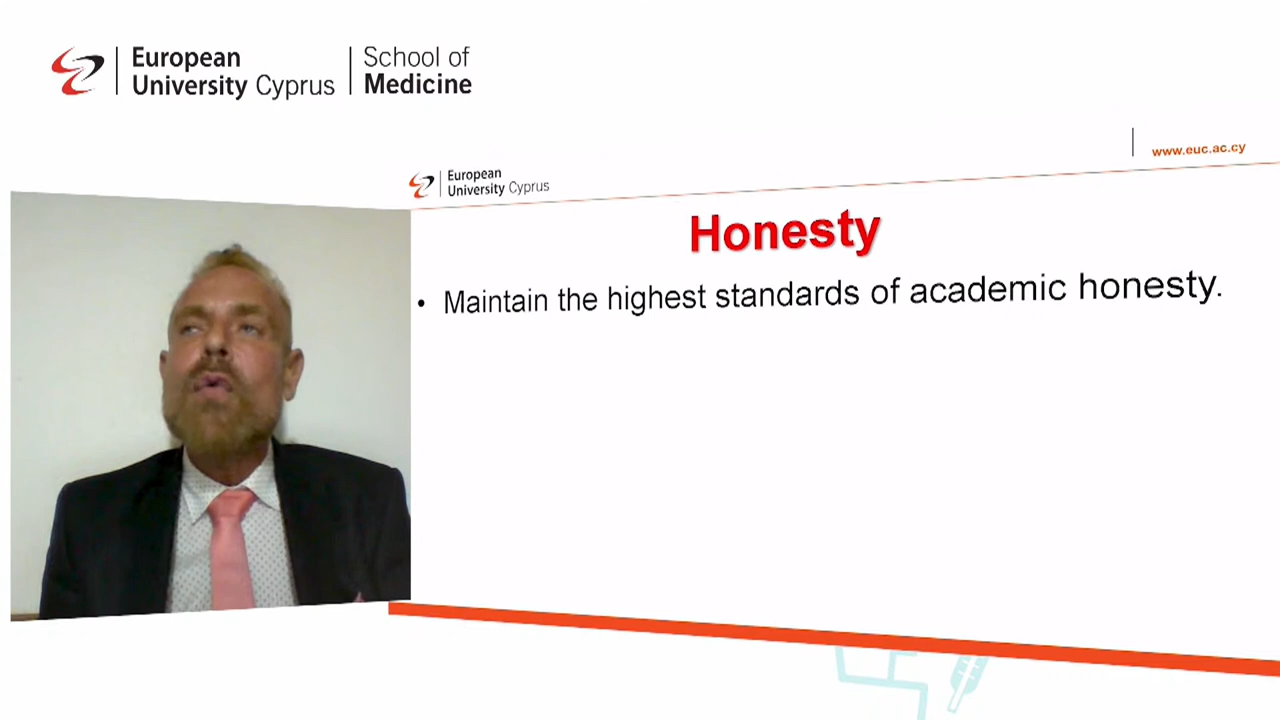 European
University Cyprus
School of
Medicine
www.euc.ac.cy
European
University Cyprus
Honesty
• Maintain the highest standards of academic honesty.